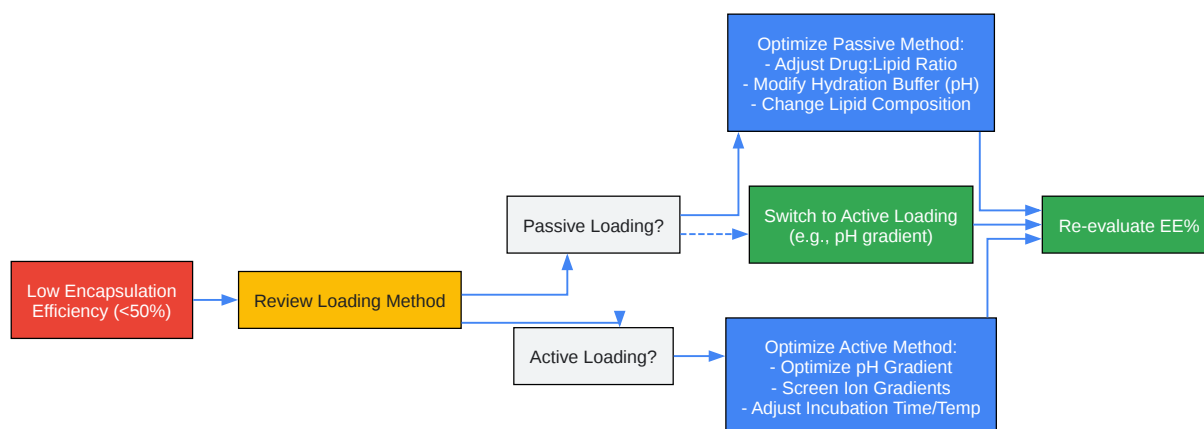 Low Encapsulation
Efficiency (<50%)
Review Loading Method
Passive Loading?
Active Loading?
Optimize Passive Method:
- Adjust Drug:Lipid Ratio
- Modify Hydration Buffer (pH)
- Change Lipid Composition
Switch to Active Loading
(e.g., pH gradient)
Optimize Active Method:
- Optimize pH Gradient
- Screen Ion Gradients
- Adjust Incubation Time/Temp
Re-evaluate EE%